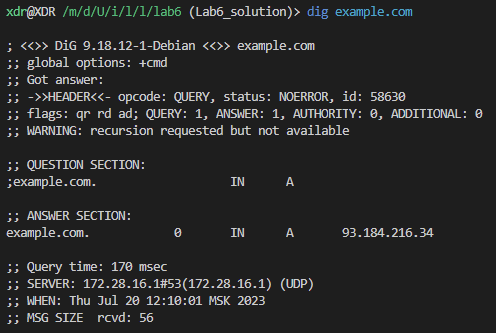 xdr@XDR /m/d/U/i/l/l/lab6 (Lab6_solution)> dig example.com
; <<>> DiG 9.18.12-1-Debian <<>> example.com
;; global options: +cmd
;; Got answer:
;; ->>HEADER<<- opcode: QUERY, status: NOERROR, id: 58630
;; flags: qr rd ad; QUERY: 1, ANSWER: 1, AUTHORITY: 0, ADDITIONAL: 0
;; WARNING: recursion requested but not available
;; QUESTION SECTION:
;example.com. IN A
;; ANSWER SECTION:
example.com. 0 IN A 93.184.216.34
;; Query time: 170 msec
;; SERVER: 172.28.16.1#53(172.28.16.1) (UDP)
;; WHEN: Thu Jul 20 12:10:01 MSK 2023
;; MSG SIZE rcvd: 56